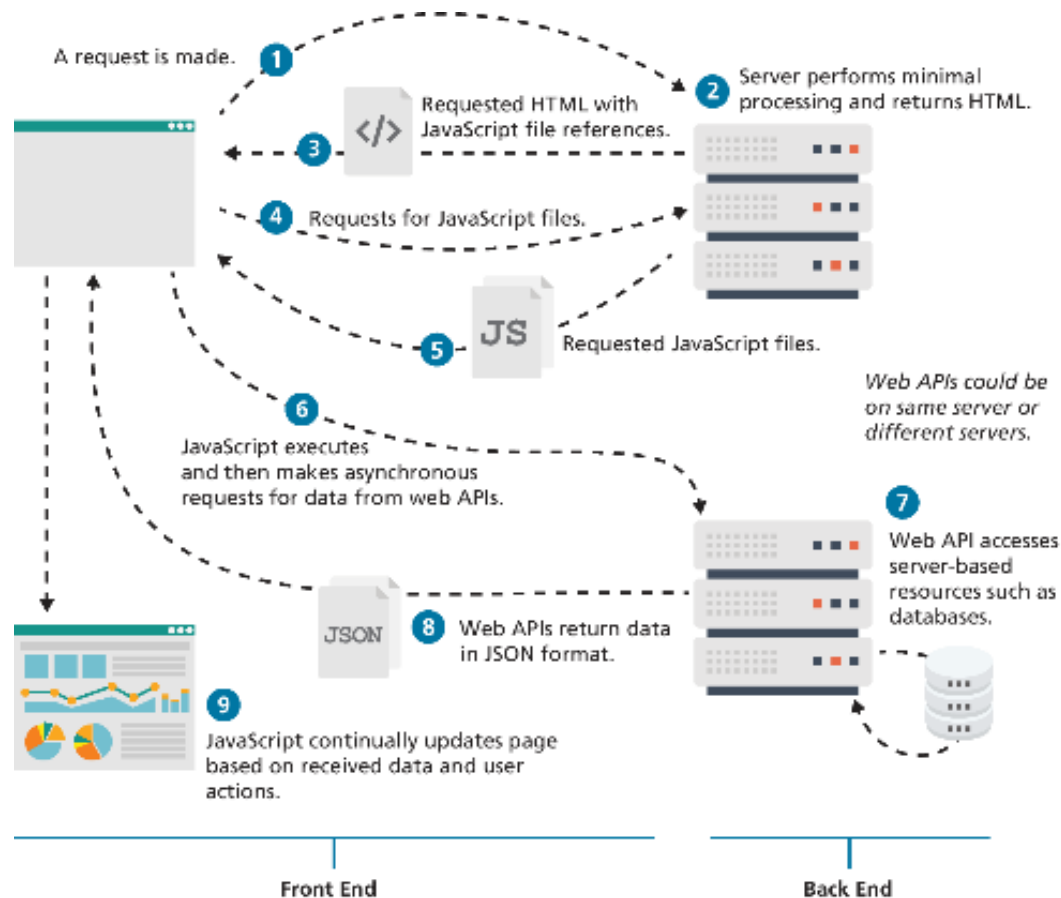 A request is made.
1
2
Server performs minimal
processing and returns HTML.
Requested HTML with
JavaScript file references.
</>
3
4
Requests for JavaScript files.
JS
5
Requested JavaScript files.
Web APIs could be
on same server or
different servers.
6
JavaScript executes
and then makes asynchronous
requests for data from web APIs.
7
Web API accesses
server-based
resources such as
databases.
JSON
8
Web APIs return data
in JSON format.
9
JavaScript continually updates page
based on received data and user
actions.
Front End
Back End